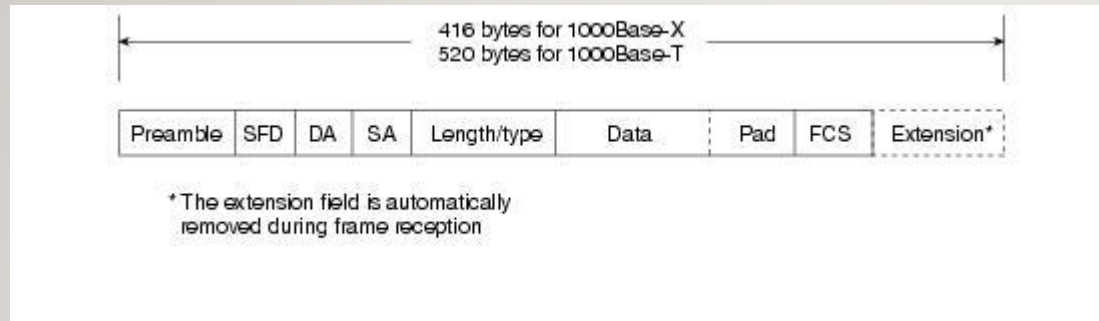 416 bytes for 1000Base-X
520 bytes for 1000Base-T
Preamble SFD DA SA Length/type Data Pad FCS Extension*
* The extension field is automatically
removed during frame reception